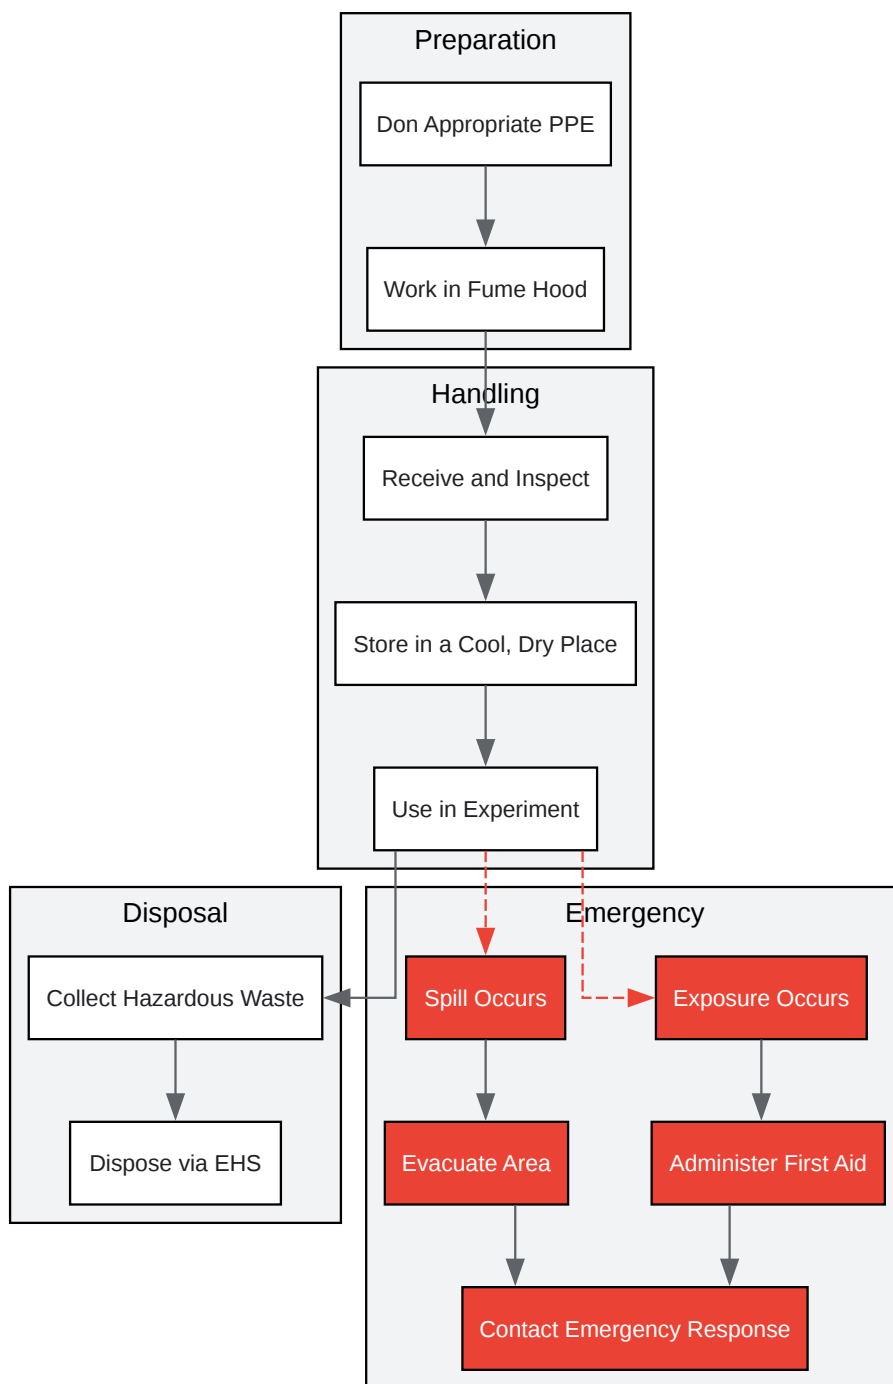 Preparation
Don Appropriate PPE
Work in Fume Hood
Handling
Receive and Inspect
Store in a Cool, Dry Place
Use in Experiment
Disposal
Collect Hazardous Waste
Dispose via EHS
Emergency
Spill Occurs
Exposure Occurs
Evacuate Area
Administer First Aid
Contact Emergency Response